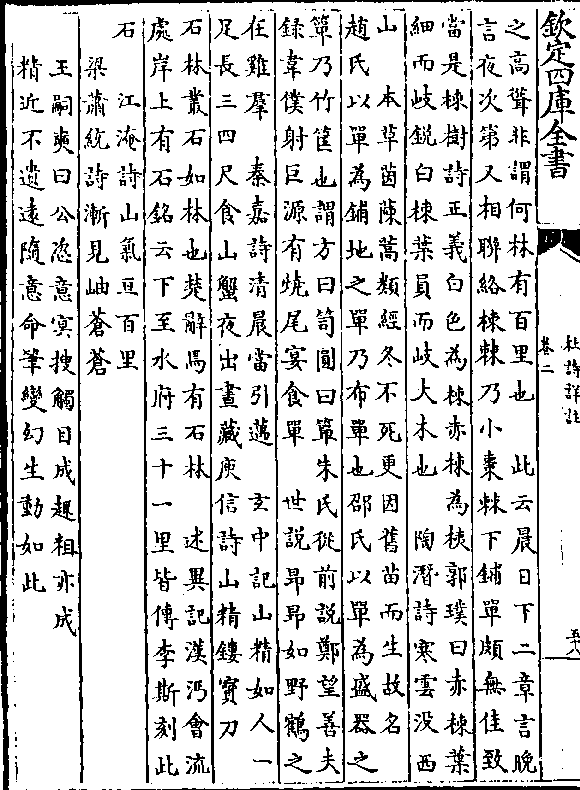 欽定四庫全書
杜詩詳註
卷二
之高聳非謂何林有百里也　此云晨日下二章言晚
言夜次第又相聯絡梀棘乃小棗棘下鋪單頗無佳致
當是梀樹詩正義白色為梀赤梀為桋郭璞曰赤梀葉
細而岐銳白梀葉員而岐大木也　陶潛詩寒雲没西
山　本草茵陳蒿類經冬不死更因舊苗而生故名
趙氏以單為鋪地之單乃布單也邵氏以單為盛器之
簞乃竹筐也謂方曰笥圓曰簞朱氏從前説鄭望善夫
録韋僕射巨源有燒尾宴食單　世説昂昂如野鶴之
在雞羣　秦嘉詩清晨當引邁　玄中記山精如人一
足長三四尺食山蟹夜出晝藏庾信詩山精鏤寶刀
石林叢石如林也楚辭焉有石林　述異記漢沔會流
處岸上有石銘云下至水府三十一里皆傳李斯刻此
石　江淹詩山氣亘百里
梁蕭統詩漸見岫蒼蒼
王嗣奭曰公恣意冥搜觸目成趣粗亦成
精近不遺遠隨意命筆變幻生動如此